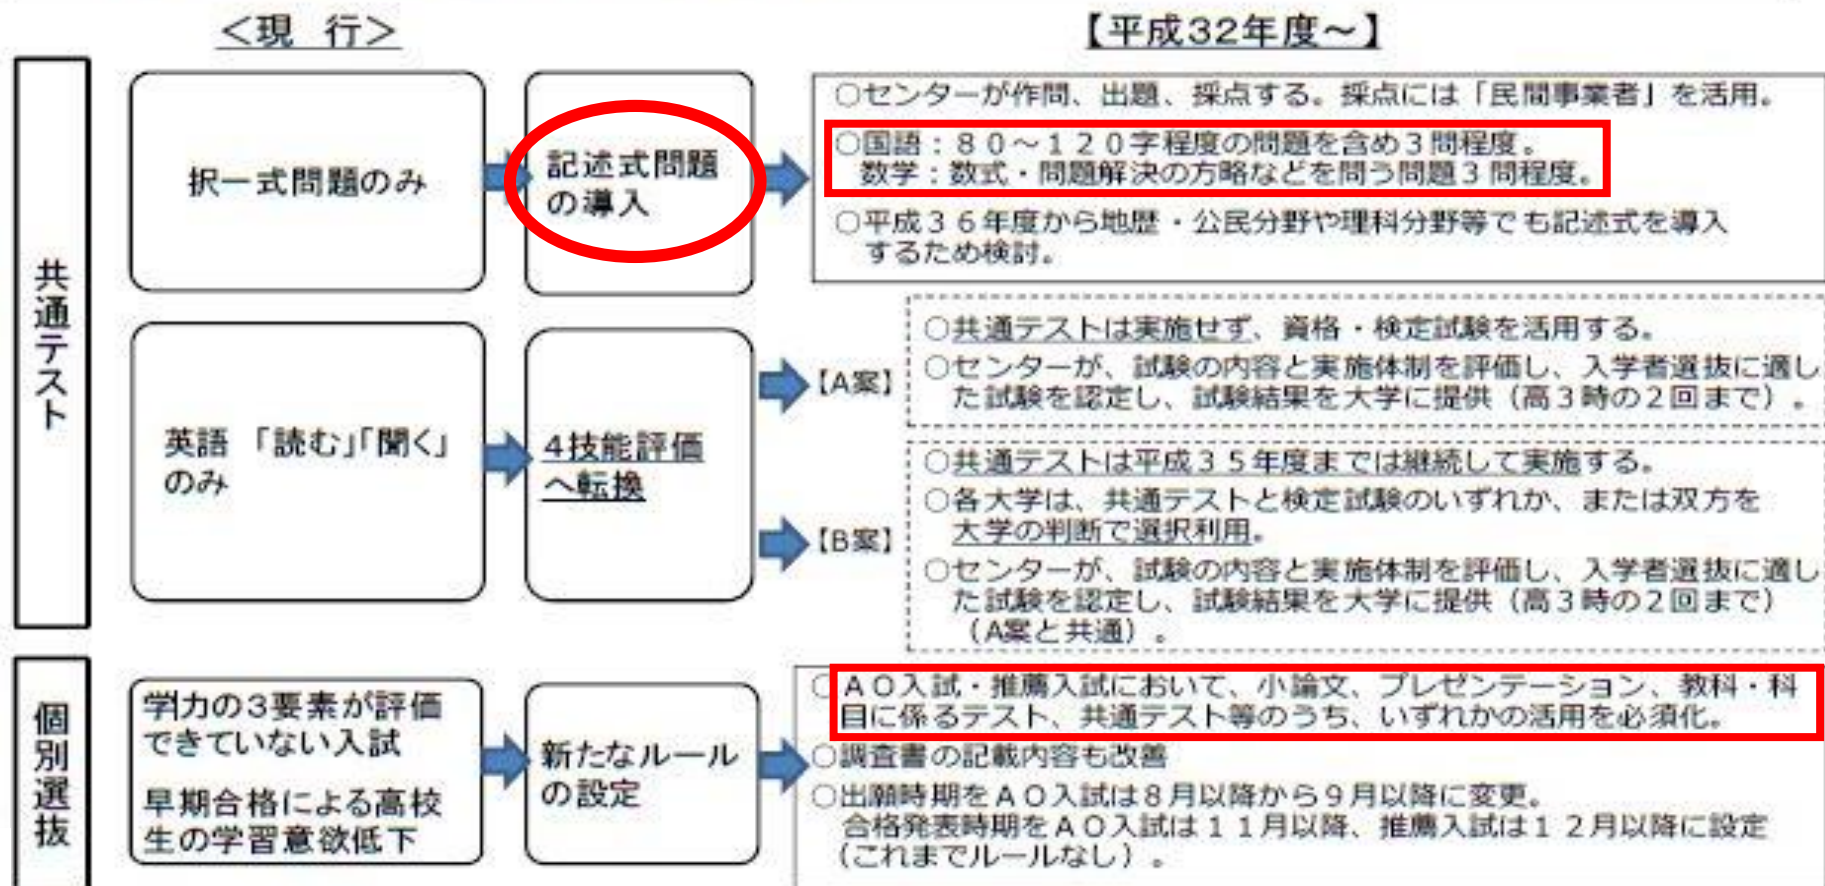 <現 行>
【平成32年度～】
共通テスト
択一式問題のみ
記述式問題
の導入
○センターが作問、出題、採点する。採点には「民間事業者」を活用。
○国語：８０～１２０字程度の問題を含め３問程度。
数学：数式・問題解決の方略などを問う問題３問程度。
○平成３６年度から地歴・公民分野や理科分野等でも記述式を導入
するため検討。
英語 「読む」「聞く」
のみ
4技能評価
へ転換
【A案】
○共通テストは実施せず、資格・検定試験を活用する。
○センターが、試験の内容と実施体制を評価し、入学者選抜に適し
た試験を認定し、試験結果を大学に提供（高３時の２回まで）。
【B案】
○共通テストは平成３５年度までは継続して実施する。
○各大学は、共通テストと検定試験のいずれか、または双方を
大学の判断で選択利用。
○センターが、試験の内容と実施体制を評価し、入学者選抜に適し
た試験を認定し、試験結果を大学に提供（高３時の２回まで）
（A案と共通）。
個別選抜
学力の3要素が評価
できていない入試
早期合格による高校
生の学習意欲低下
新たなルール
の設定
○ＡＯ入試・推薦入試において、小論文、プレゼンテーション、教科・科
目に係るテスト、共通テスト等のうち、いずれかの活用を必須化。
○調査書の記載内容も改善
○出願時期をＡＯ入試は８月以降から９月以降に変更。
合格発表時期をＡＯ入試は１１月以降、推薦入試は１２月以降に設定
（これまでルールなし）。